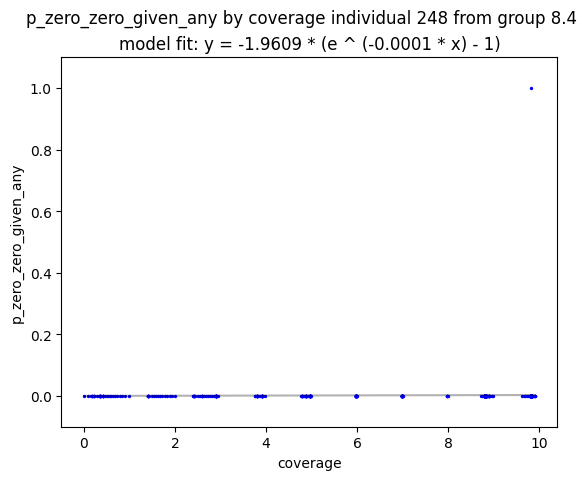 p_zero_zero_given_any by coverage individual 248 from group 8.4
model fit: y = -1.9609 * (e ^ (-0.0001 * x) - 1)
1.0
0.8
0.6
0.4
0.2
0.0
p_zero_zero_given_any
0 2 4 6 8 10
coverage